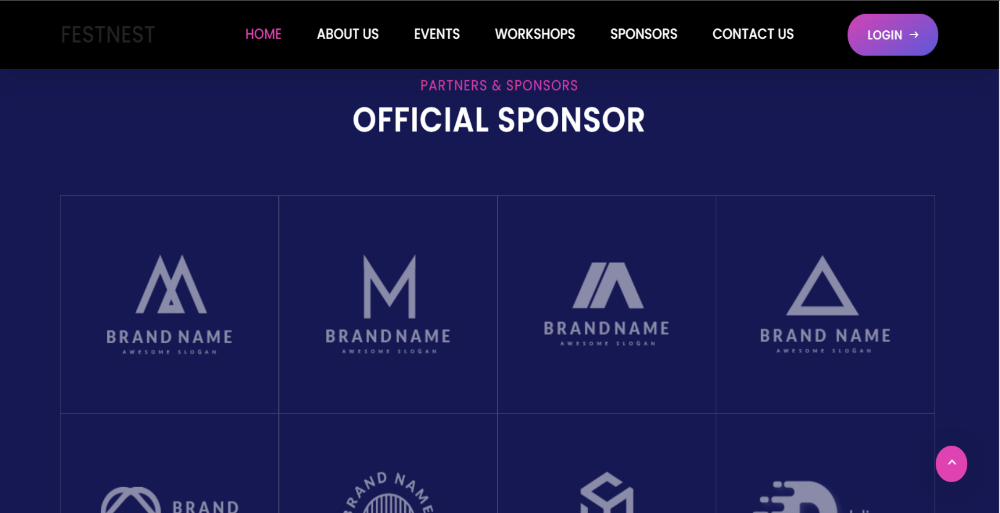 FESTNEST HOME ABOUT US EVENTS WORKSHOPS SPONSORS CONTACT US LOGIN →
PARTNERS & SPONSORS
OFFICIAL SPONSOR
BRAND NAME
AWESOME SLOGAN
BRANDNAME
AWESOME SLOGAN
BRANDNAME
AWESOME SLOGAN
BRAND NAME
AWESOME SLOGAN
BRAND
BRAND NAME